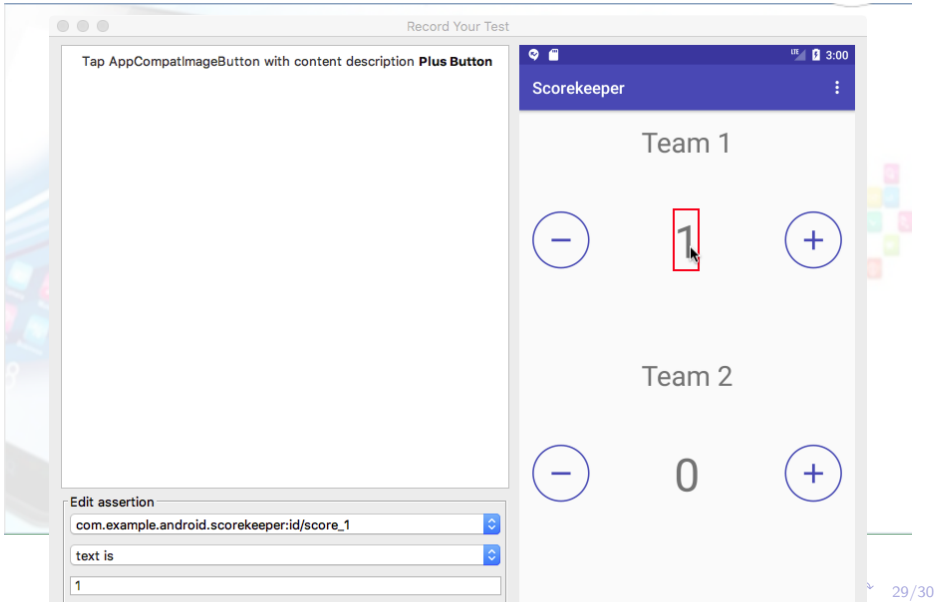 Record Your Test
Tap AppCompatImageButton with content description Plus Button
LTE 3:00
Scorekeeper
Team 1
1
Team 2
0
Edit assertion
com.example.android.scorekeeper:id/score_1
text is
1
29/30